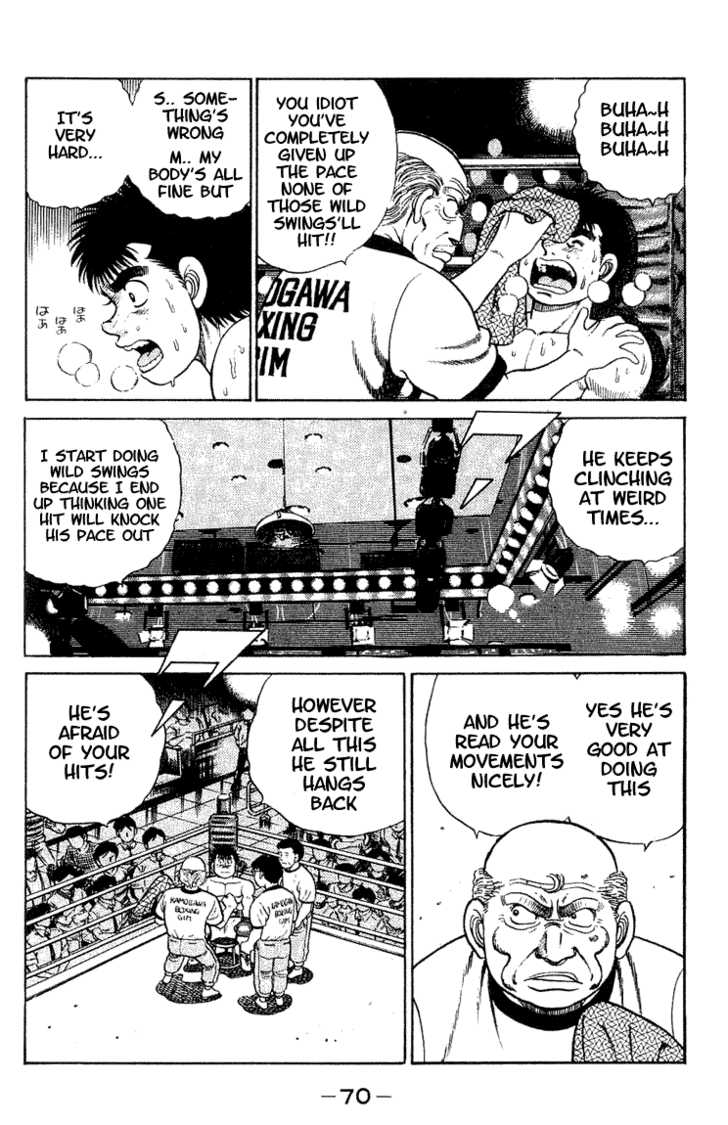 BUHA~H
BUHA~H
BUHA~H
YOU IDIOT
YOU'VE
COMPLETELY
GIVEN UP
THE PACE
NONE OF
THOSE WILD
SWINGS'LL
HIT!!
OGAWA
XING
GIM
S.. SOME-
THING'S
WRONG
M.. MY
BODY'S ALL
FINE BUT
IT'S
VERY
HARD...
はぁ
はぁ
はぁ
HE KEEPS
CLINCHING
AT WEIRD
TIMES...
I START DOING
WILD SWINGS
BECAUSE I END
UP THINKING ONE
HIT WILL KNOCK
HIS PACE OUT
YES HE'S
VERY
GOOD AT
DOING
THIS
AND HE'S
READ YOUR
MOVEMENTS
NICELY!
HOWEVER
DESPITE
ALL THIS
HE STILL
HANGS
BACK
HE'S
AFRAID
OF YOUR
HITS!
KAMOGAWA
BOXING
GIM
BOXING
GIM
-70-